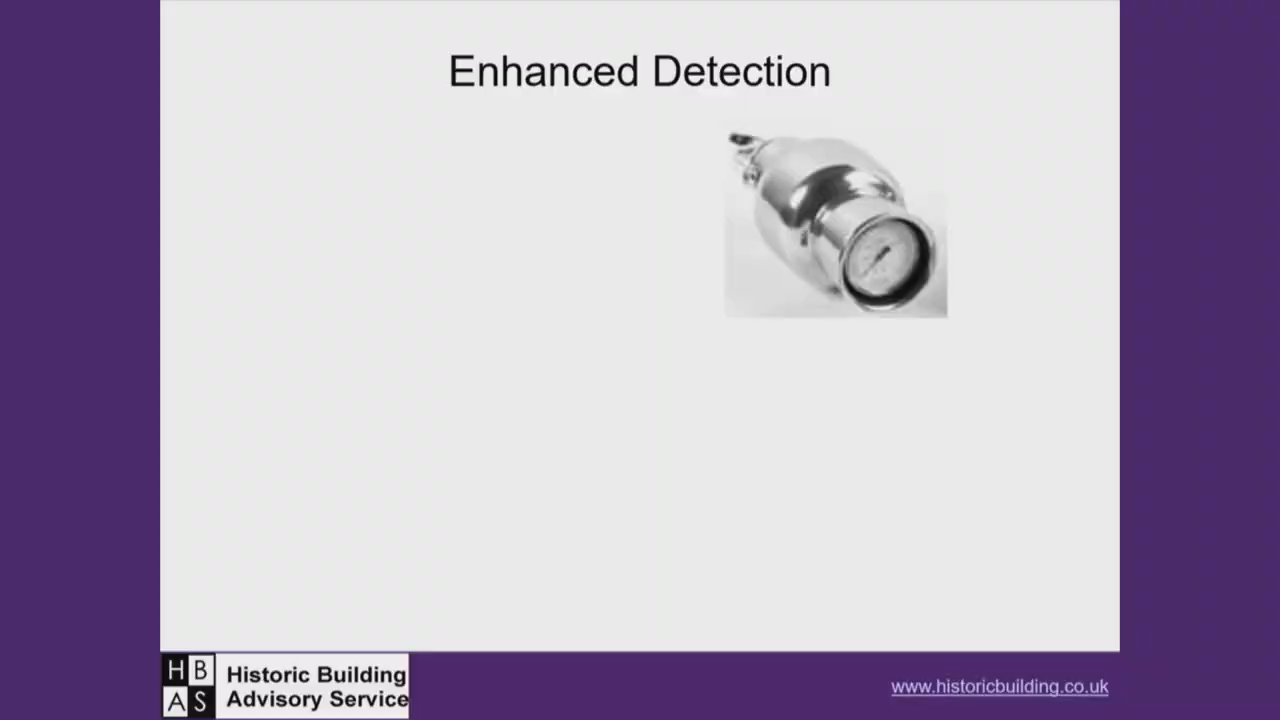 Enhanced Detection
H B
A S
Historic Building
Advisory Service
www.historicbuilding.co.uk